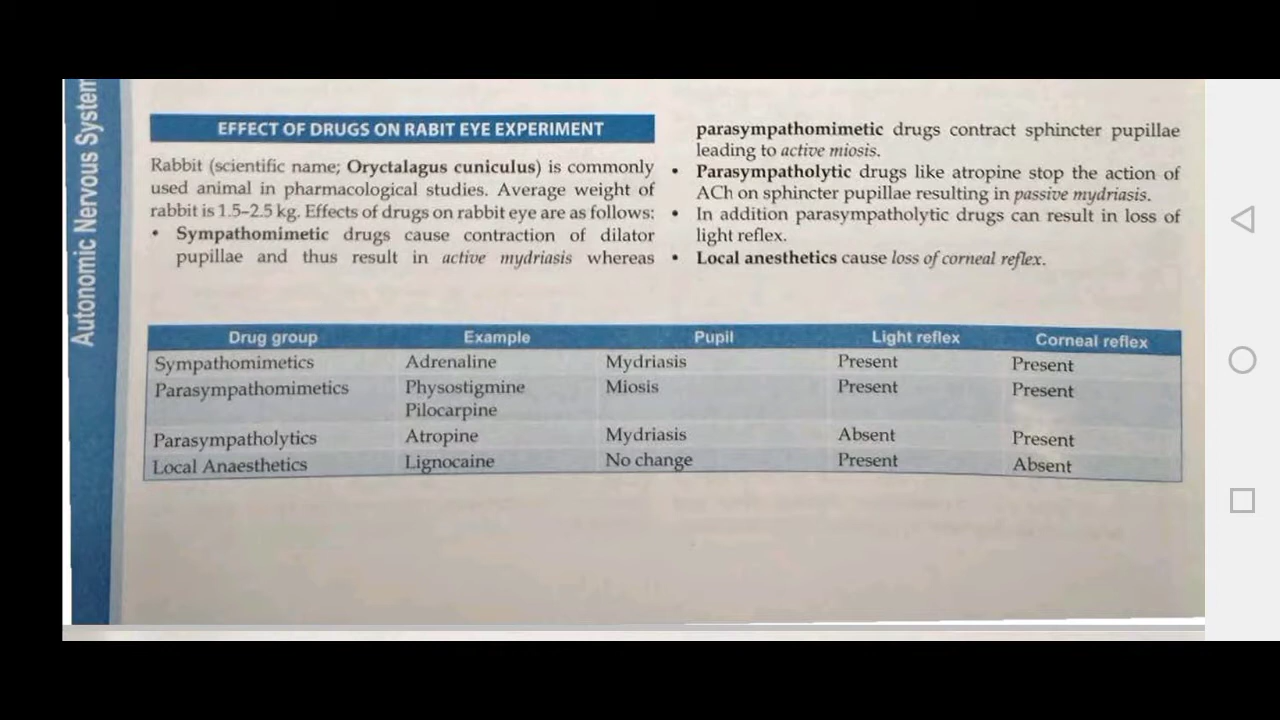 Autonomic Nervous System
EFFECT OF DRUGS ON RABIT EYE EXPERIMENT
Rabbit (scientific name; Oryctalagus cuniculus) is commonly
used animal in pharmacological studies. Average weight of
rabbit is 1.5–2.5 kg. Effects of drugs on rabbit eye are as follows:
• Sympathomimetic drugs cause contraction of dilator
pupillae and thus result in active mydriasis whereas
parasympathomimetic drugs contract sphincter pupillae
leading to active miosis.
• Parasympatholytic drugs like atropine stop the action of
ACh on sphincter pupillae resulting in passive mydriasis.
• In addition parasympatholytic drugs can result in loss of
light reflex.
• Local anesthetics cause loss of corneal reflex.
Drug group Example Pupil Light reflex Corneal reflex
Sympathomimetics Adrenaline Mydriasis Present Present
Parasympathomimetics Physostigmine Miosis Present Present
Pilocarpine
Parasympatholytics Atropine Mydriasis Absent Present
Local Anaesthetics Lignocaine No change Present Absent